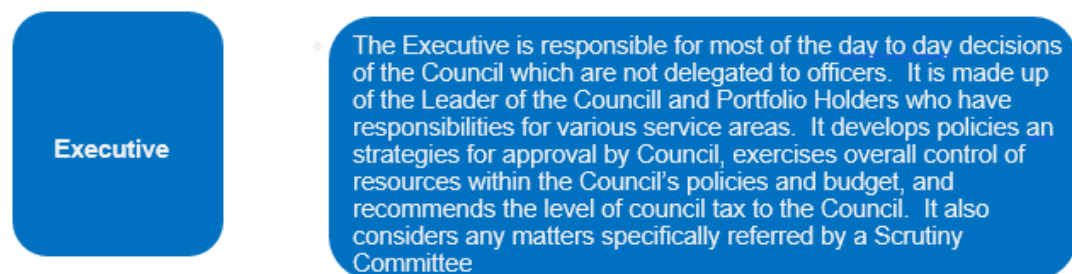 Executive
The Executive is responsible for most of the day to day decisions
of the Council which are not delegated to officers.  It is made up
of the Leader of the Councill and Portfolio Holders who have
responsibilities for various service areas.  It develops policies an
strategies for approval by Council, exercises overall control of
resources within the Council's policies and budget, and
recommends the level of council tax to the Council.  It also
considers any matters specifically referred by a Scrutiny
Committee